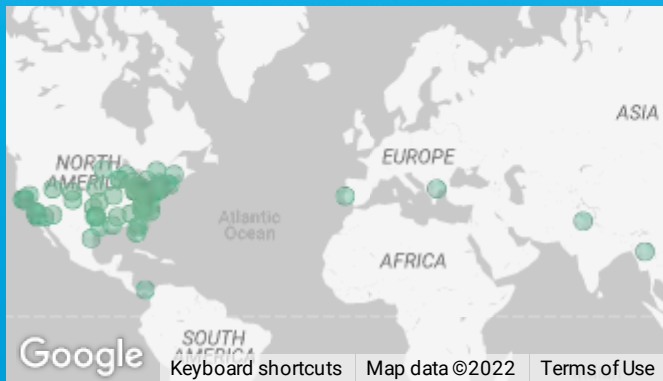 ASIA
NORTH
AMERICA
EUROPE
Atlantic
Ocean
AFRICA
SOUTH
AMERICA
Google
Keyboard shortcuts
Map data ©2022
Terms of Use